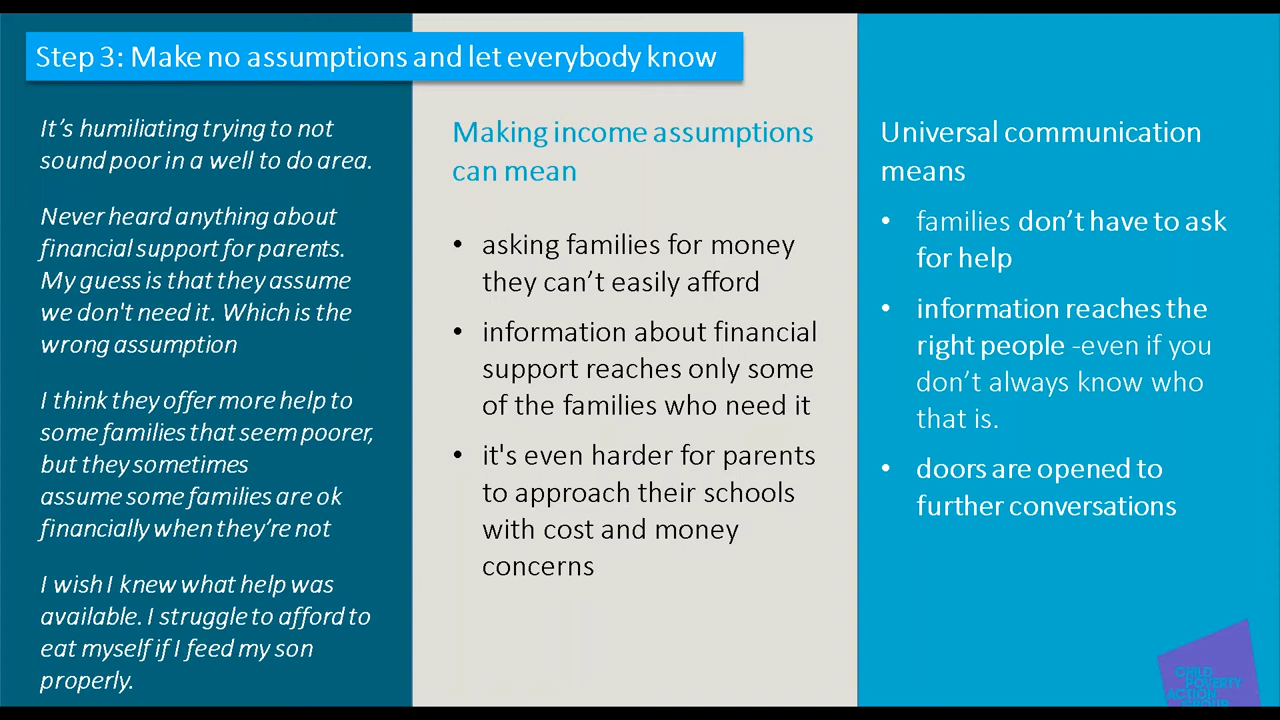 Step 3: Make no assumptions and let everybody know
It’s humiliating trying to not
sound poor in a well to do area.
Never heard anything about
financial support for parents.
My guess is that they assume
we don't need it. Which is the
wrong assumption
I think they offer more help to
some families that seem poorer,
but they sometimes
assume some families are ok
financially when they’re not
I wish I knew what help was
available. I struggle to afford to
eat myself if I feed my son
properly.
Making income assumptions
can mean
• asking families for money
they can’t easily afford
• information about financial
support reaches only some
of the families who need it
• it's even harder for parents
to approach their schools
with cost and money
concerns
Universal communication
means
• families don’t have to ask
for help
• information reaches the
right people -even if you
don’t always know who
that is.
• doors are opened to
further conversations
CHILD
POVERTY
ACTION
GROUP